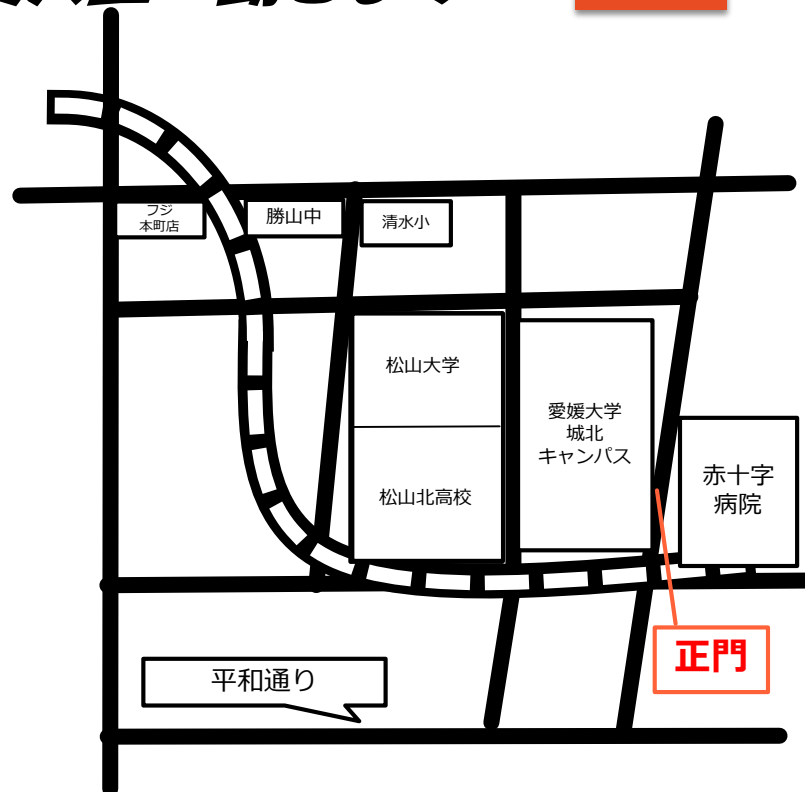 フジ
本町店
勝山中
清水小
松山大学
愛媛大学
城北
キャンパス
松山北高校
赤十字
病院
正門
平和通り